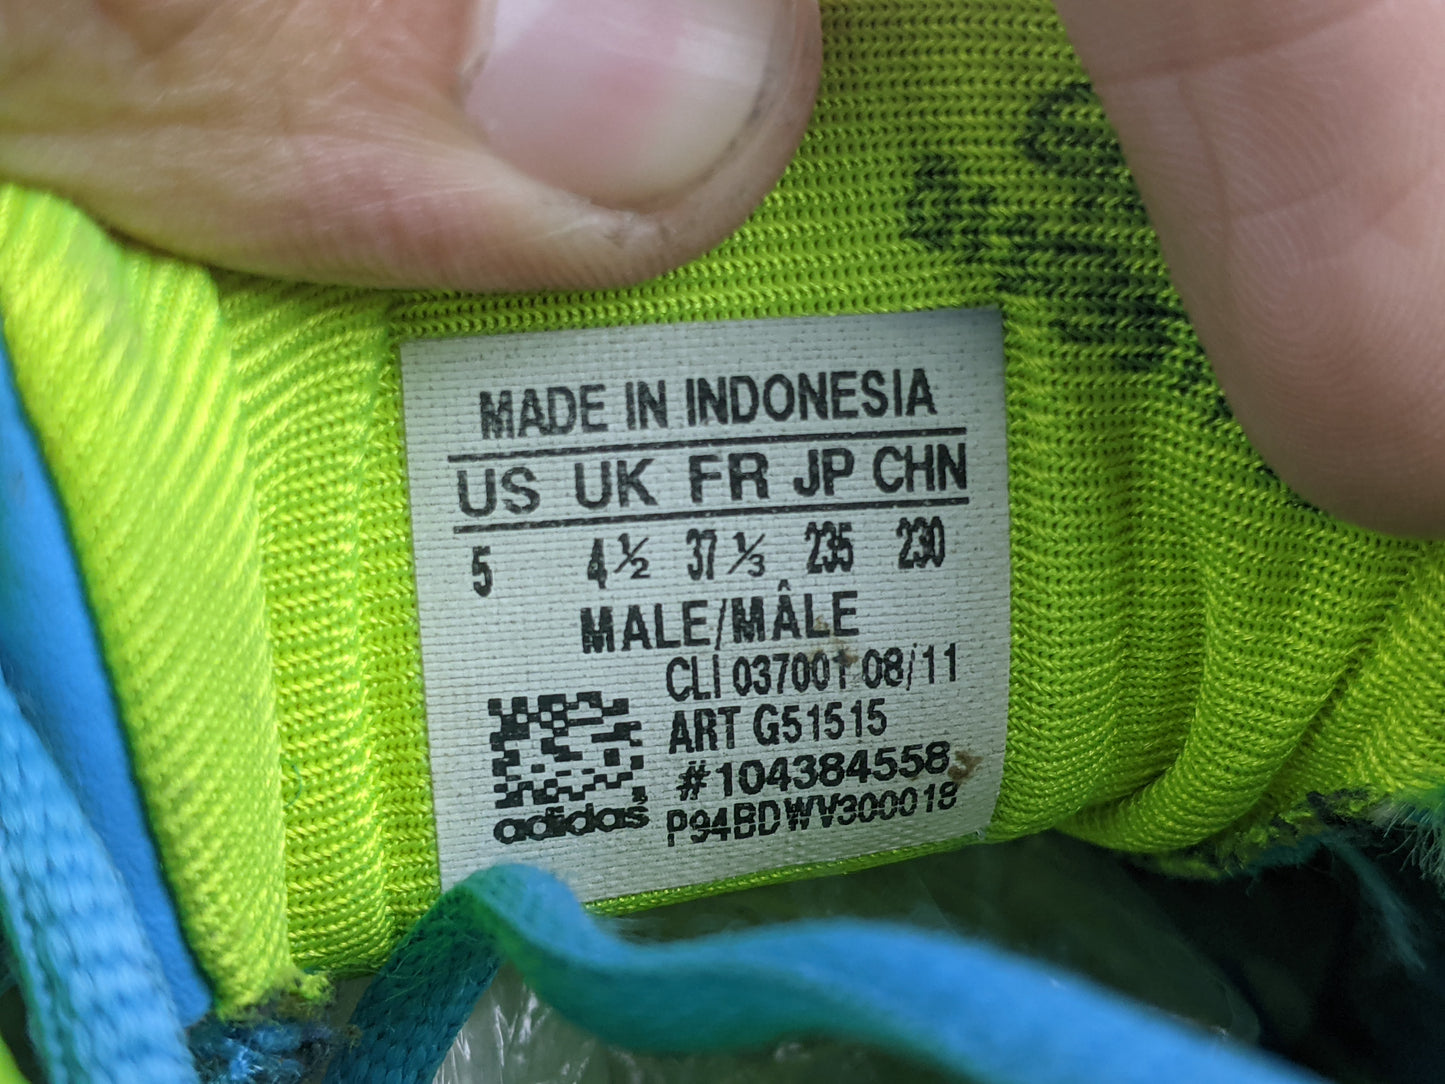 MADE IN INDONESIA
US UK FR JP CHN
5 4½ 37⅓ 235 230
MALE/MÂLE
CLI 037001 08/11
ART G51515
#104384558
P94BDWV300018
adidas